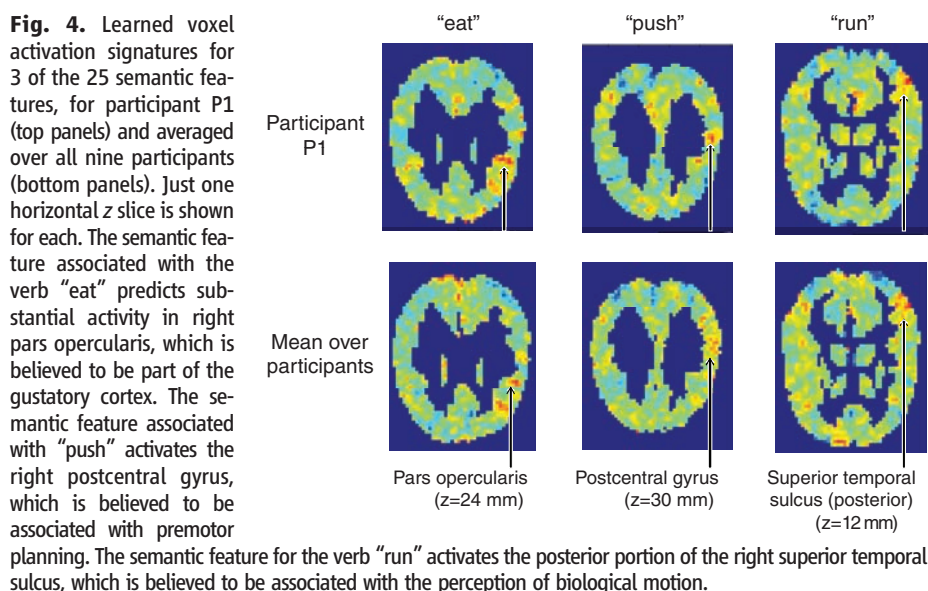 Fig. 4. Learned voxel
activation signatures for
3 of the 25 semantic fea-
tures, for participant P1
(top panels) and averaged
over all nine participants
(bottom panels). Just one
horizontal z slice is shown
for each. The semantic fea-
ture associated with the
verb “eat” predicts sub-
stantial activity in right
pars opercularis, which is
believed to be part of the
gustatory cortex. The se-
mantic feature associated
with “push” activates the
right postcentral gyrus,
which is believed to be
associated with premotor
planning. The semantic feature for the verb “run” activates the posterior portion of the right superior temporal
sulcus, which is believed to be associated with the perception of biological motion.
“eat”
“push”
“run”
Participant
P1
Mean over
participants
Pars opercularis
(z=24 mm)
Postcentral gyrus
(z=30 mm)
Superior temporal
sulcus (posterior)
(z=12 mm)